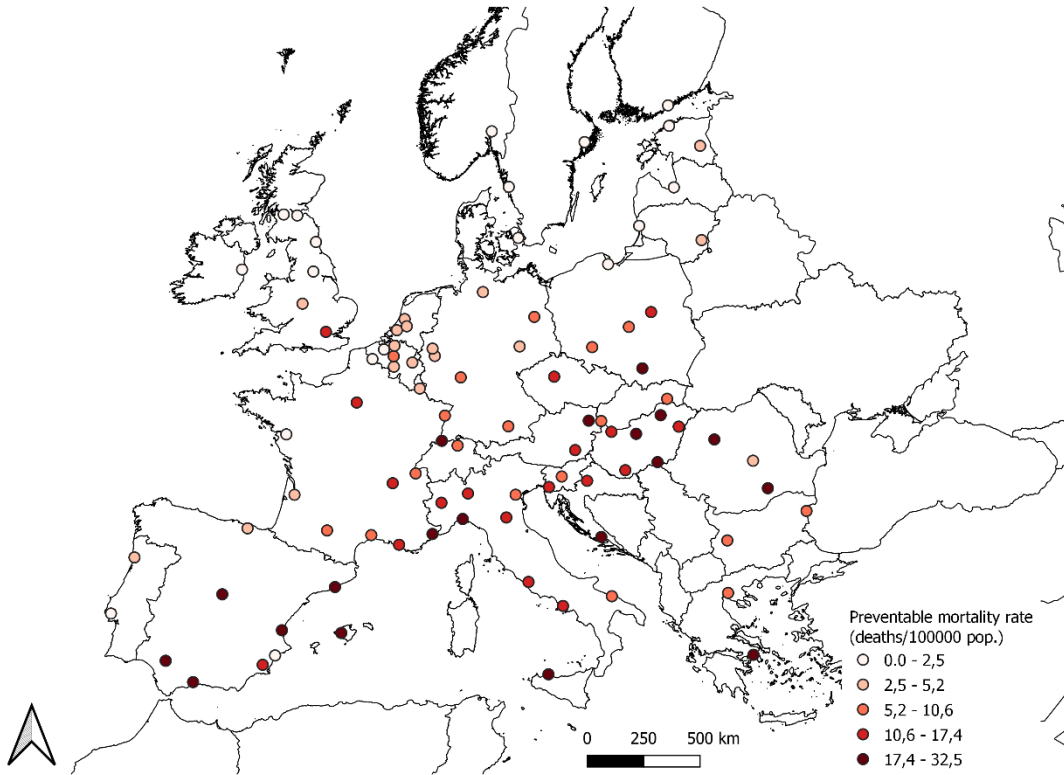 Preventable mortality rate
(deaths/100000 pop.)
0.0 - 2,5
2,5 - 5,2
5,2 - 10,6
10,6 - 17,4
17,4 - 32,5
0 250 500 km